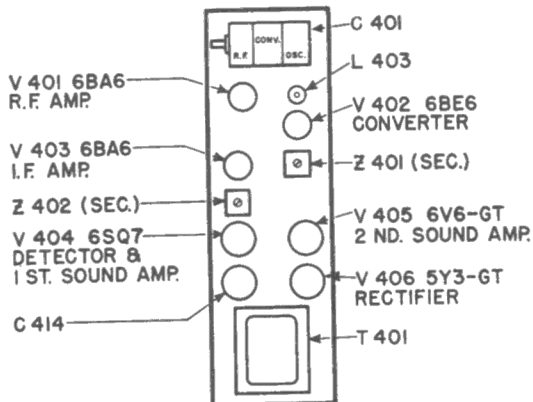 C 401
R.F. CONV. OSC.
L 403
V 401 6BA6
R.F. AMP.
V 402 6BE6
CONVERTER
V 403 6BA6
I.F. AMP.
Z 401 (SEC.)
Z 402 (SEC.)
V 405 6V6-GT
2 ND. SOUND AMP.
V 404 6SQ7
DETECTOR &
1 ST. SOUND AMP.
V 406 5Y3-GT
RECTIFIER
C 414
T 401